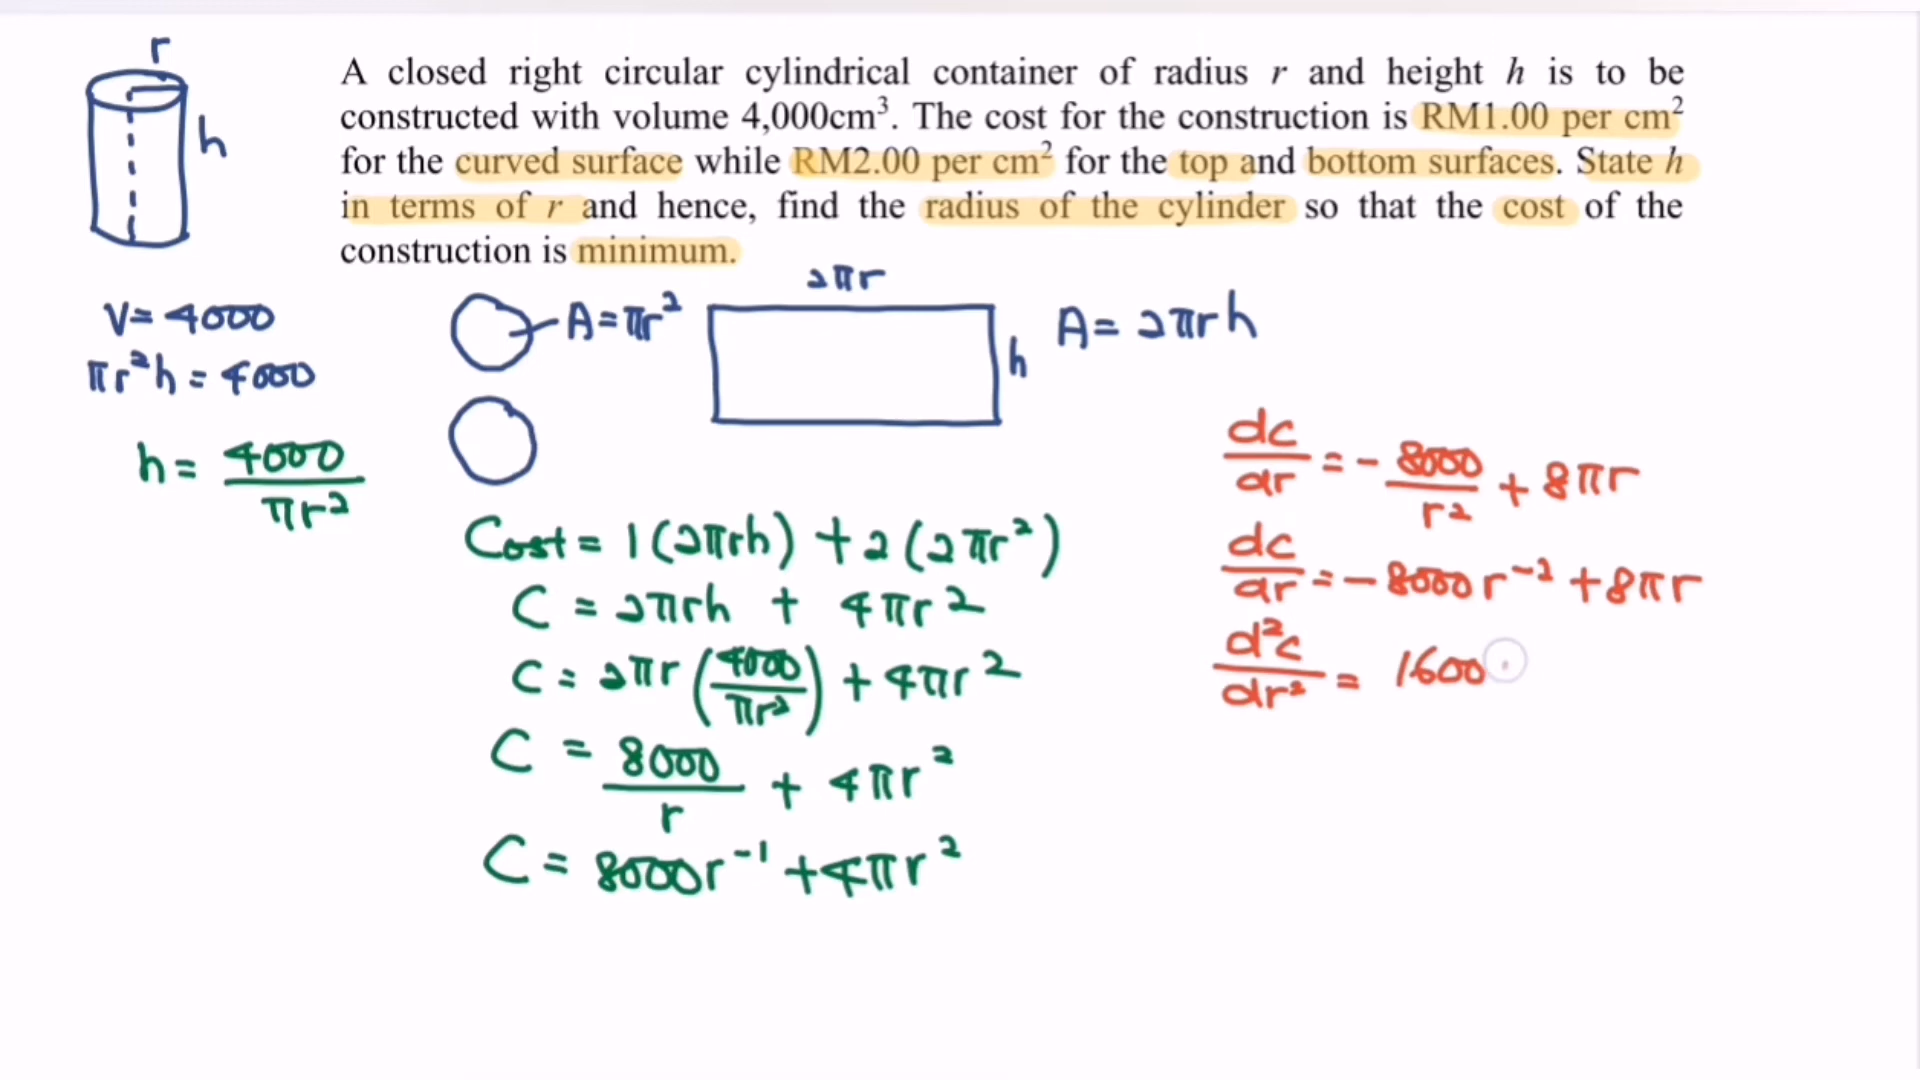 r
h
A closed right circular cylindrical container of radius r and height h is to be
constructed with volume 4,000cm³. The cost for the construction is RM1.00 per cm²
for the curved surface while RM2.00 per cm² for the top and bottom surfaces. State h
in terms of r and hence, find the radius of the cylinder so that the cost of the
construction is minimum.
V = 4000
πr²h = 4000
h = 4000/πr²
A = πr²
2πr
h
A = 2πrh
Cost = 1(2πrh) + 2(2πr²)
C = 2πrh + 4πr²
C = 2πr(4000/πr²) + 4πr²
C = 8000/r + 4πr²
C = 8000r⁻¹ + 4πr²
dc/dr = - 8000/r² + 8πr
dc/dr = - 8000r⁻² + 8πr
d²c/dr² = 1600